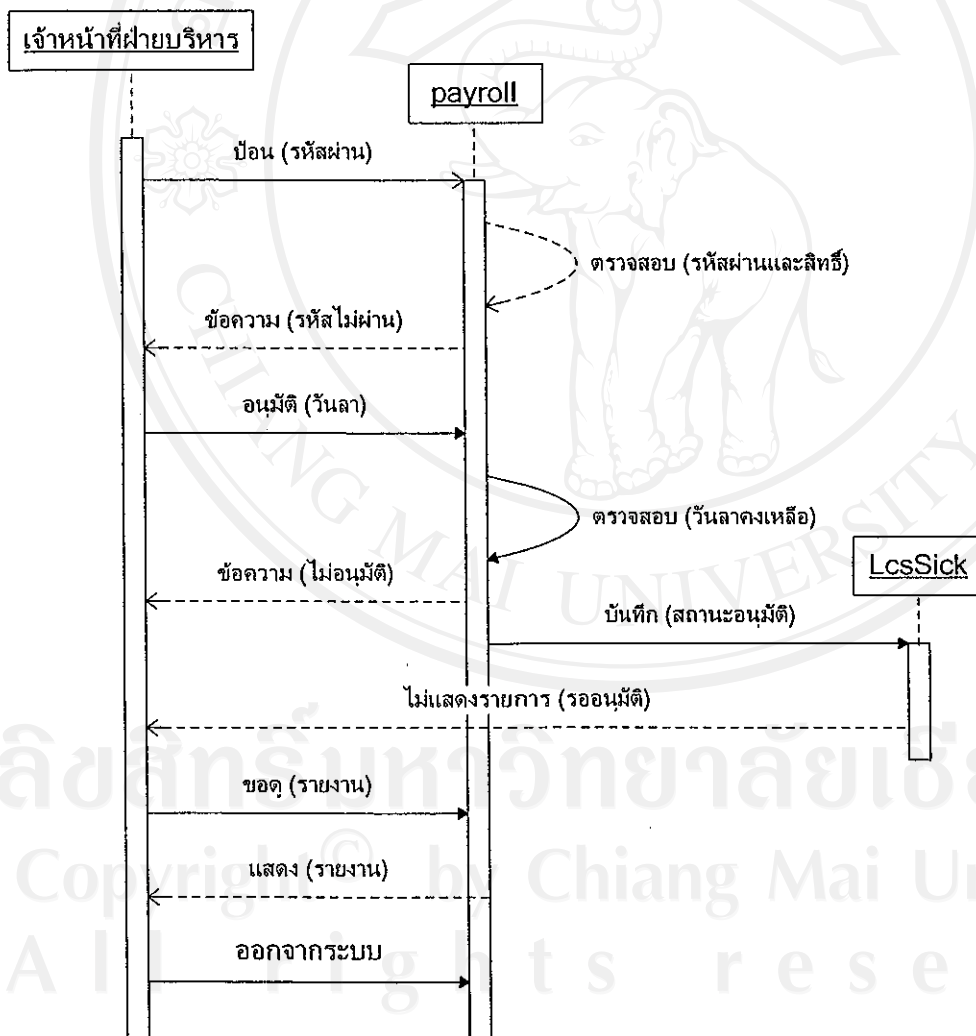 เจ้าหน้าที่ฝ่ายบริหาร
payroll
ป้อน (รหัสผ่าน)
ตรวจสอบ (รหัสผ่านและสิทธิ์)
ข้อความ (รหัสไม่ผ่าน)
อนุมัติ (วันลา)
ตรวจสอบ (วันลาคงเหลือ)
LcsSick
ข้อความ (ไม่อนุมัติ)
บันทึก (สถานะอนุมัติ)
ไม่แสดงรายการ (รออนุมัติ)
ขอดู (รายงาน)
แสดง (รายงาน)
ออกจากระบบ
CHIANG MAI UNIVERSITY
ลิขสิทธิ์มหาวิทยาลัยเชีย
Copyright© by Chiang Mai Un
All rights rese